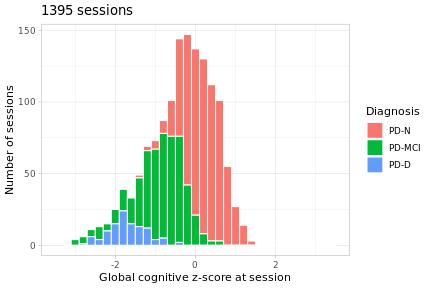 1395 sessions
150
100
50
0
Number of sessions
-2
0
2
Global cognitive z-score at session
Diagnosis
PD-N
PD-MCI
PD-D